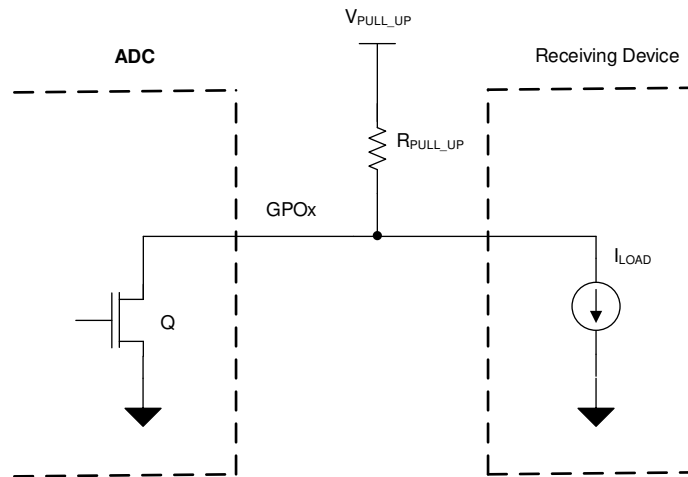 V_PULL_UP
ADC
Receiving Device
R_PULL_UP
GPOx
I_LOAD
Q